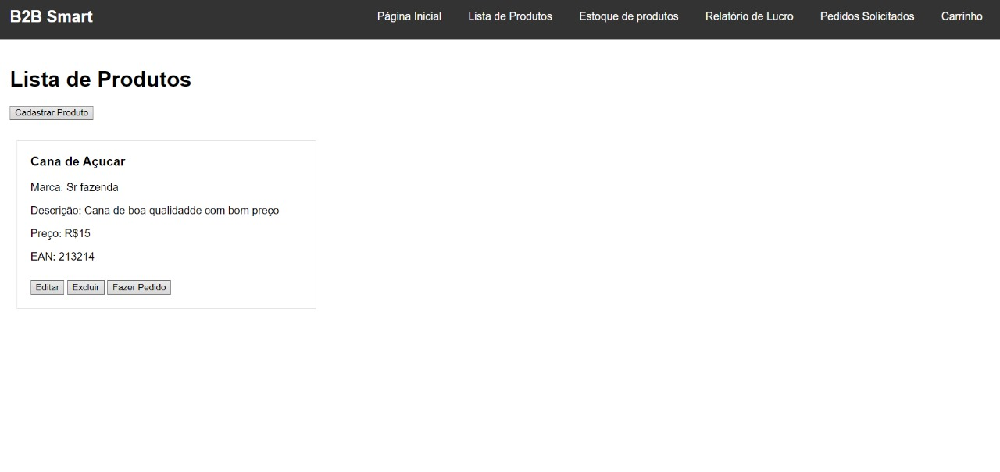 B2B Smart
Página Inicial Lista de Produtos Estoque de produtos Relatório de Lucro Pedidos Solicitados Carrinho
Lista de Produtos
Cadastrar Produto
Cana de Açucar
Marca: Sr fazenda
Descrição: Cana de boa qualidadde com bom preço
Preço: R$15
EAN: 213214
Editar Excluir Fazer Pedido